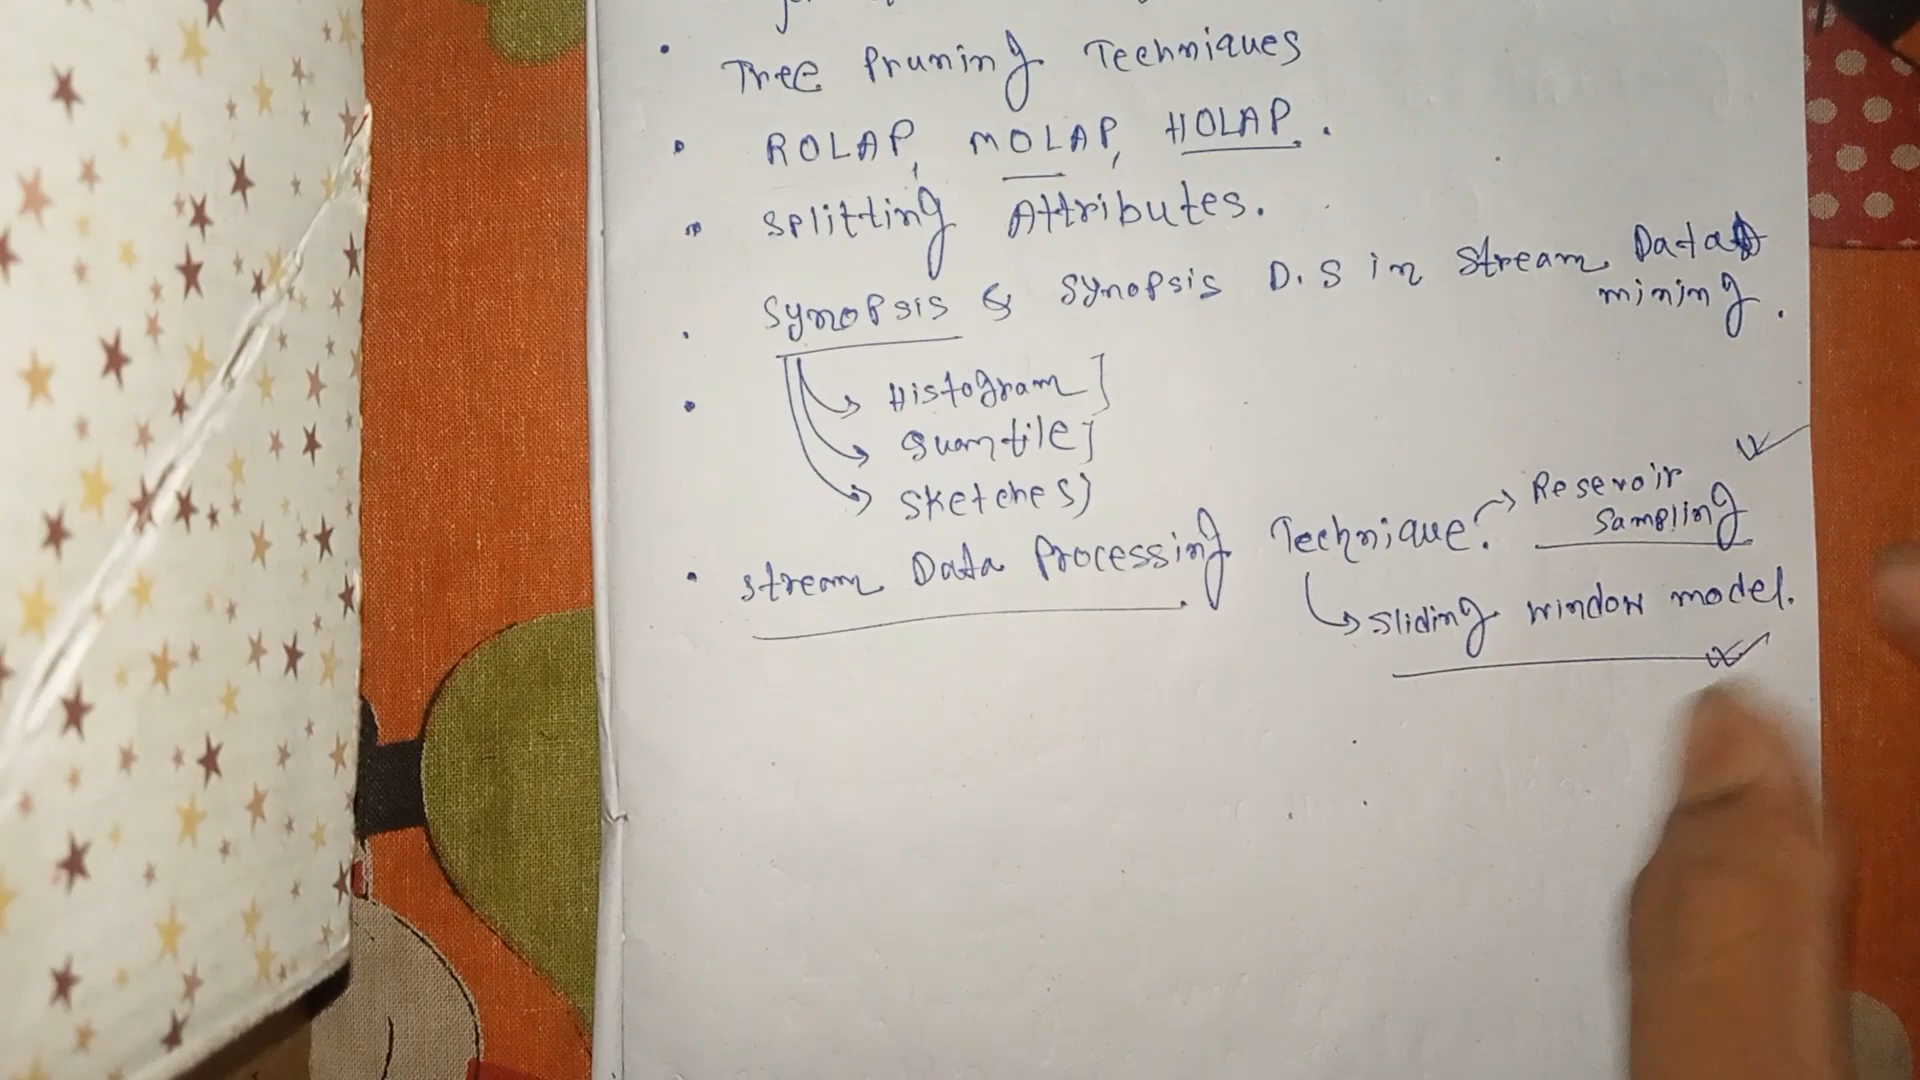 Tree Pruning Techniques
ROLAP, MOLAP, HOLAP.
Splitting Attributes.
Synopsis & Synopsis D.S in Stream Data
mining.
Histogram]
Quantile]
Sketches)
Stream Data Processing Technique.
Reservoir
Sampling
Sliding window model.